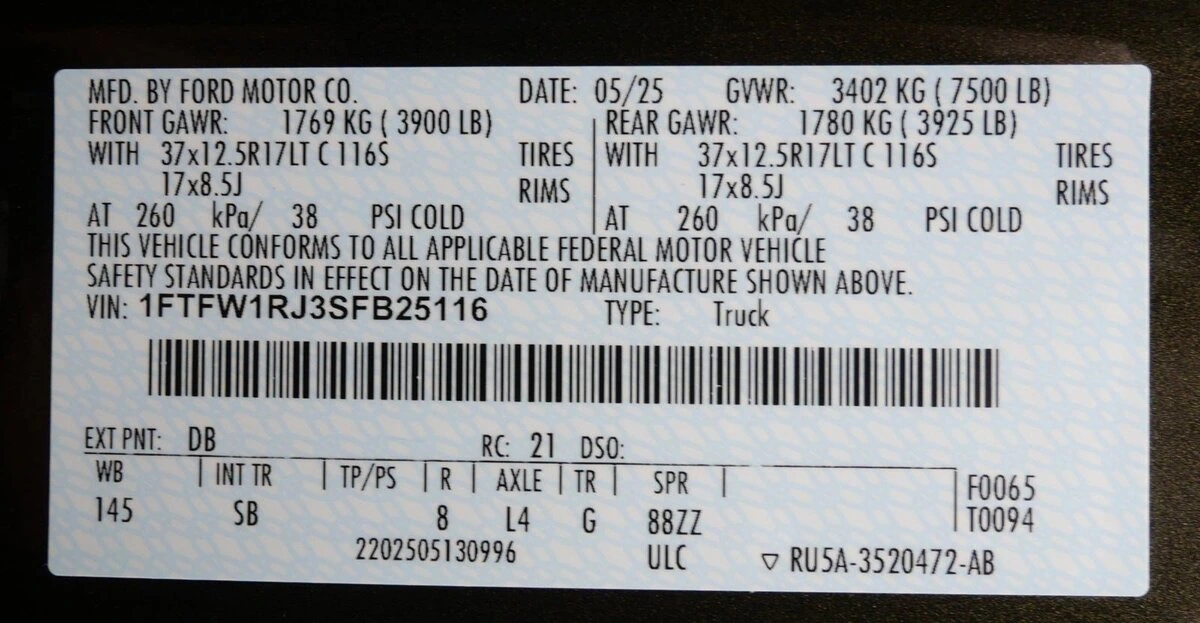 MFD. BY FORD MOTOR CO. DATE: 05/25 GVWR: 3402 KG ( 7500 LB)
FRONT GAWR: 1769 KG ( 3900 LB) REAR GAWR: 1780 KG ( 3925 LB)
WITH 37x12.5R17LT C 116S TIRES WITH 37x12.5R17LT C 116S TIRES
17x8.5J RIMS 17x8.5J RIMS
AT 260 kPa/ 38 PSI COLD AT 260 kPa/ 38 PSI COLD
THIS VEHICLE CONFORMS TO ALL APPLICABLE FEDERAL MOTOR VEHICLE
SAFETY STANDARDS IN EFFECT ON THE DATE OF MANUFACTURE SHOWN ABOVE.
VIN: 1FTFW1RJ3SFB25116 TYPE: Truck
EXT PNT: DB RC: 21 DSO:
WB INT TR TP/PS R AXLE TR SPR F0065
145 SB 8 L4 G 88ZZ T0094
2202505130996 ULC ▽ RU5A-3520472-AB